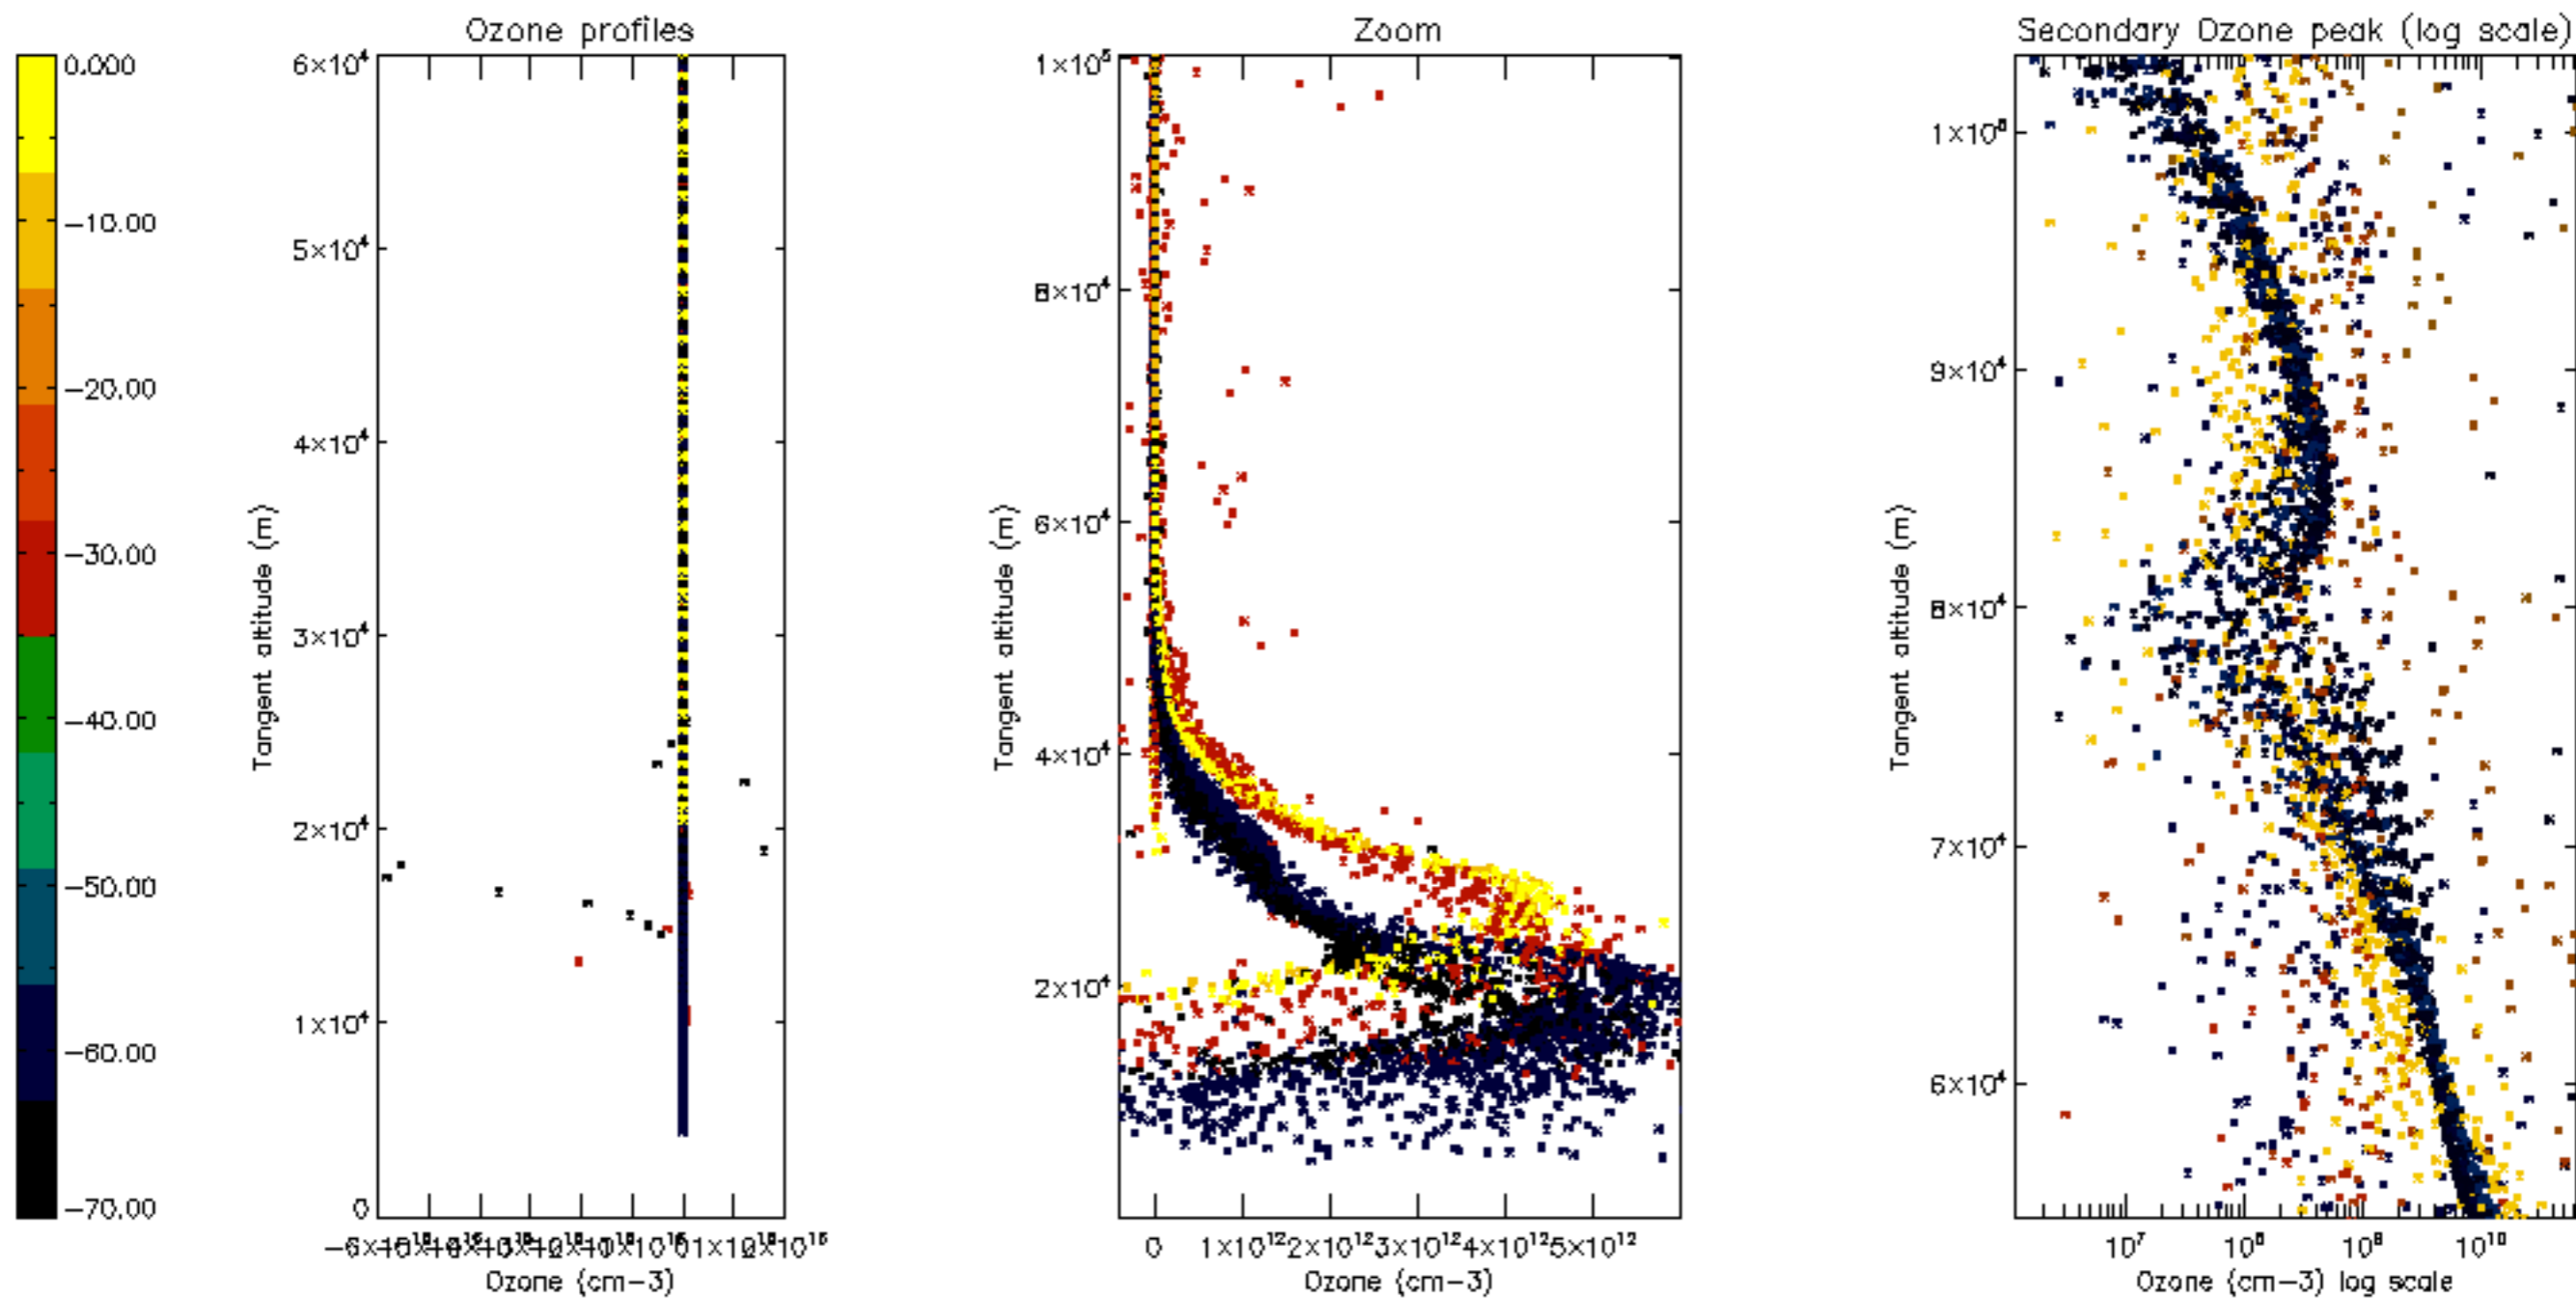 Ozone profiles
Zoom
Secondary Ozone peak (log scale)
0.000
-10.00
-20.00
-30.00
-40.00
-50.00
-60.00
-70.00
Tangent altitude (m)
6×10⁴
5×10⁴
4×10⁴
3×10⁴
2×10⁴
1×10⁴
0
Ozone (cm-3)
Tangent altitude (m)
1×10⁵
8×10⁴
6×10⁴
4×10⁴
2×10⁴
0 1×10¹² 2×10¹² 3×10¹² 4×10¹² 5×10¹²
Ozone (cm-3)
Tangent altitude (m)
9×10⁴
8×10⁴
7×10⁴
6×10⁴
10⁷ 10⁸ 10⁹ 10¹⁰
Ozone (cm-3) log scale